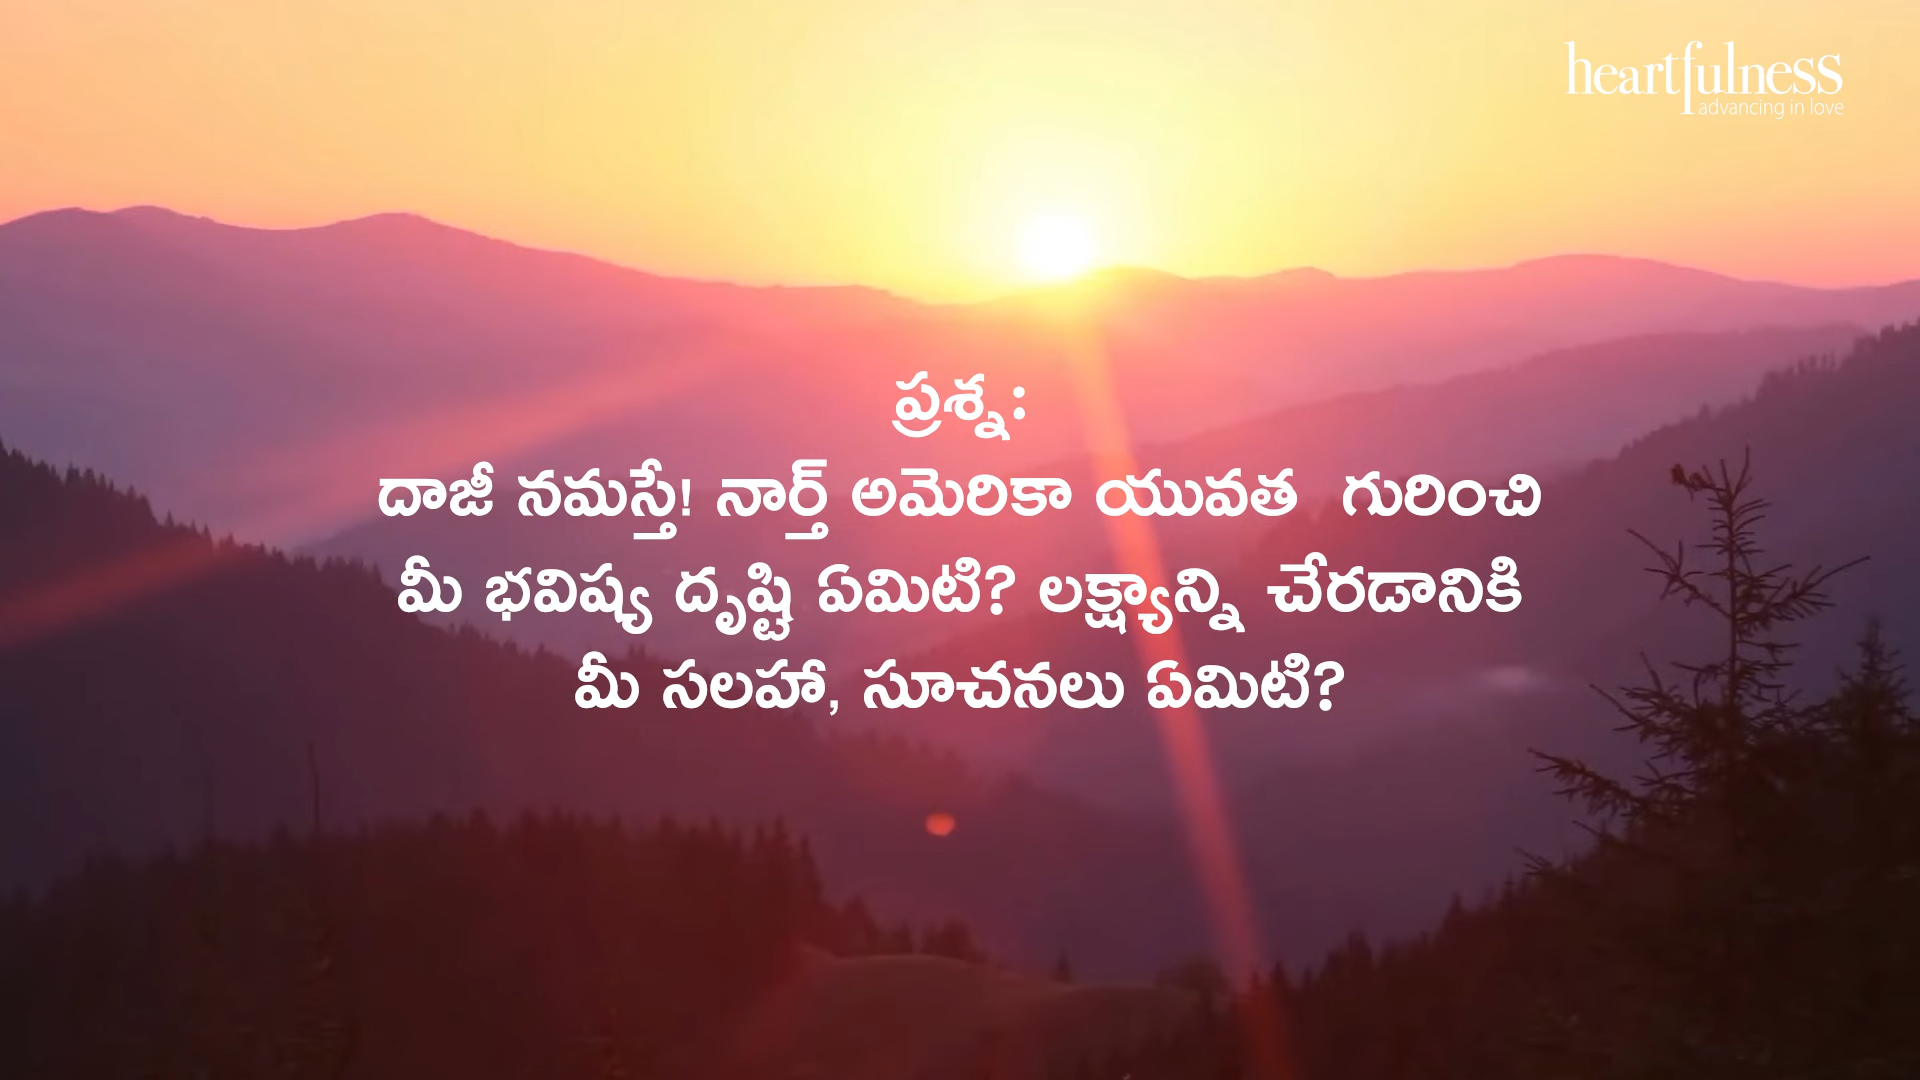 heartfulness
advancing in love
ప్రశ్న:
దాజీ నమస్తే! నార్త్ అమెరికా యువత గురించి
మీ భవిష్య దృష్టి ఏమిటి? లక్ష్యాన్ని చేరడానికి
మీ సలహా, సూచనలు ఏమిటి?